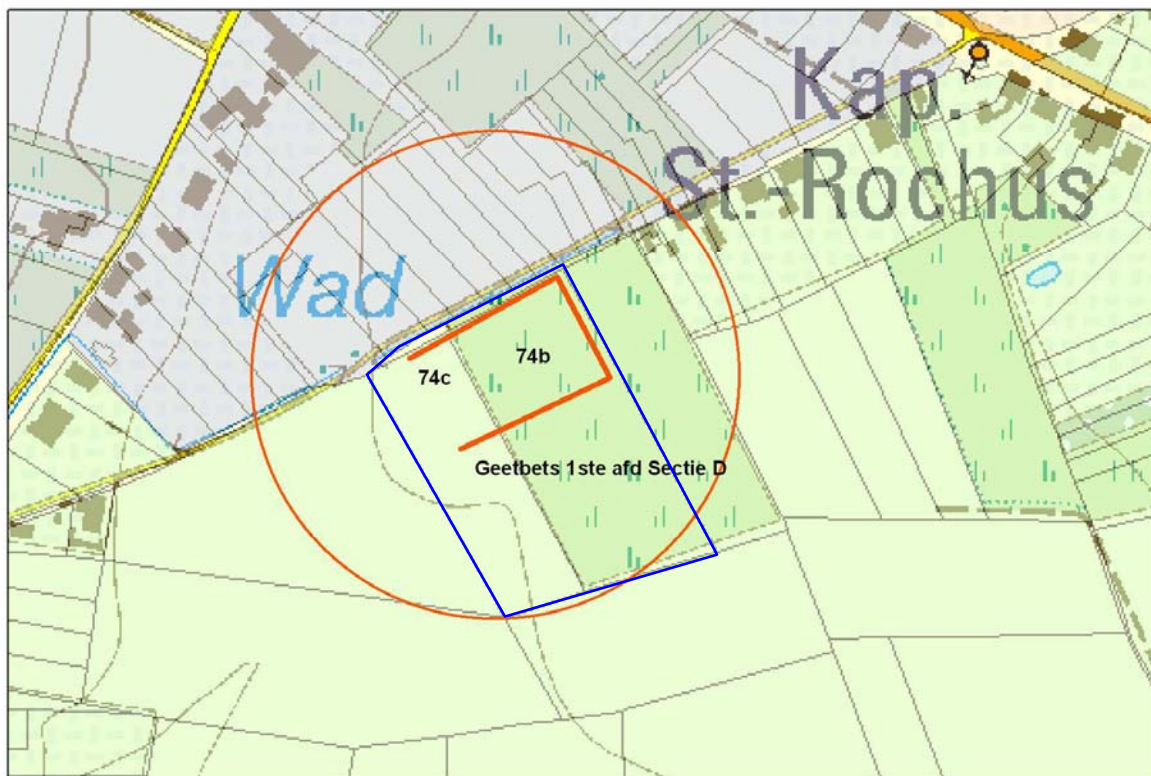 Kap.
St.-Rochus
Wad
74b
74c
Geetbets 1ste afd Sectie D